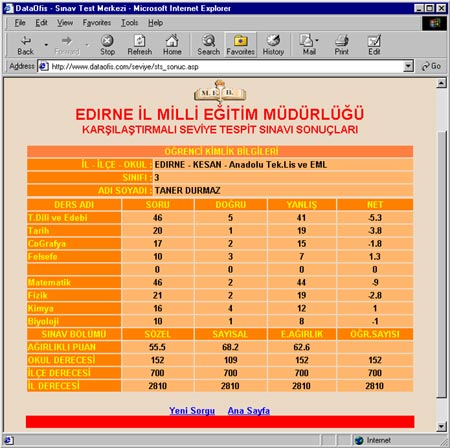 DataOfis - Sınav Test Merkezi - Microsoft Internet Explorer
File Edit View Favorites Tools Help
Back Forward Stop Refresh Home Search Favorites History Mail Print Edit
Address http://www.dataofis.com/seviye/sts_sonuc.asp Go
M. E. B.
EDIRNE İL MİLLİ EĞİTİM MÜDÜRLÜĞÜ
KARŞILAŞTIRMALI SEVİYE TESPİT SINAVI SONUÇLARI
ÖĞRENCİ KİMLİK BİLGİLERİ
İL - İLÇE - OKUL : EDIRNE - KESAN - Anadolu Tek.Lis ve EML
SINIFI : 3
ADI SOYADI : TANER DURMAZ
DERS ADI SORU DOĞRU YANLIŞ NET
T.Dili ve Edebi 46 5 41 -5.3
Tarih 20 1 19 -3.8
CoGrafya 17 2 15 -1.8
Felsefe 10 3 7 1.3
0 0 0 0
Matematik 46 2 44 -9
Fizik 21 2 19 -2.8
Kimya 16 4 12 1
Biyoloji 10 1 8 -1
SINAV BÖLÜMÜ SÖZEL SAYISAL E.AĞIRLIK ÖĞR.SAYISI
AĞIRLIKLI PUAN 55.5 68.2 62.6
OKUL DERECESİ 152 109 152 152
İLÇE DERECESİ 700 700 700 700
İL DERECESİ 2810 2810 2810 2810
Yeni Sorgu Ana Sayfa
Internet